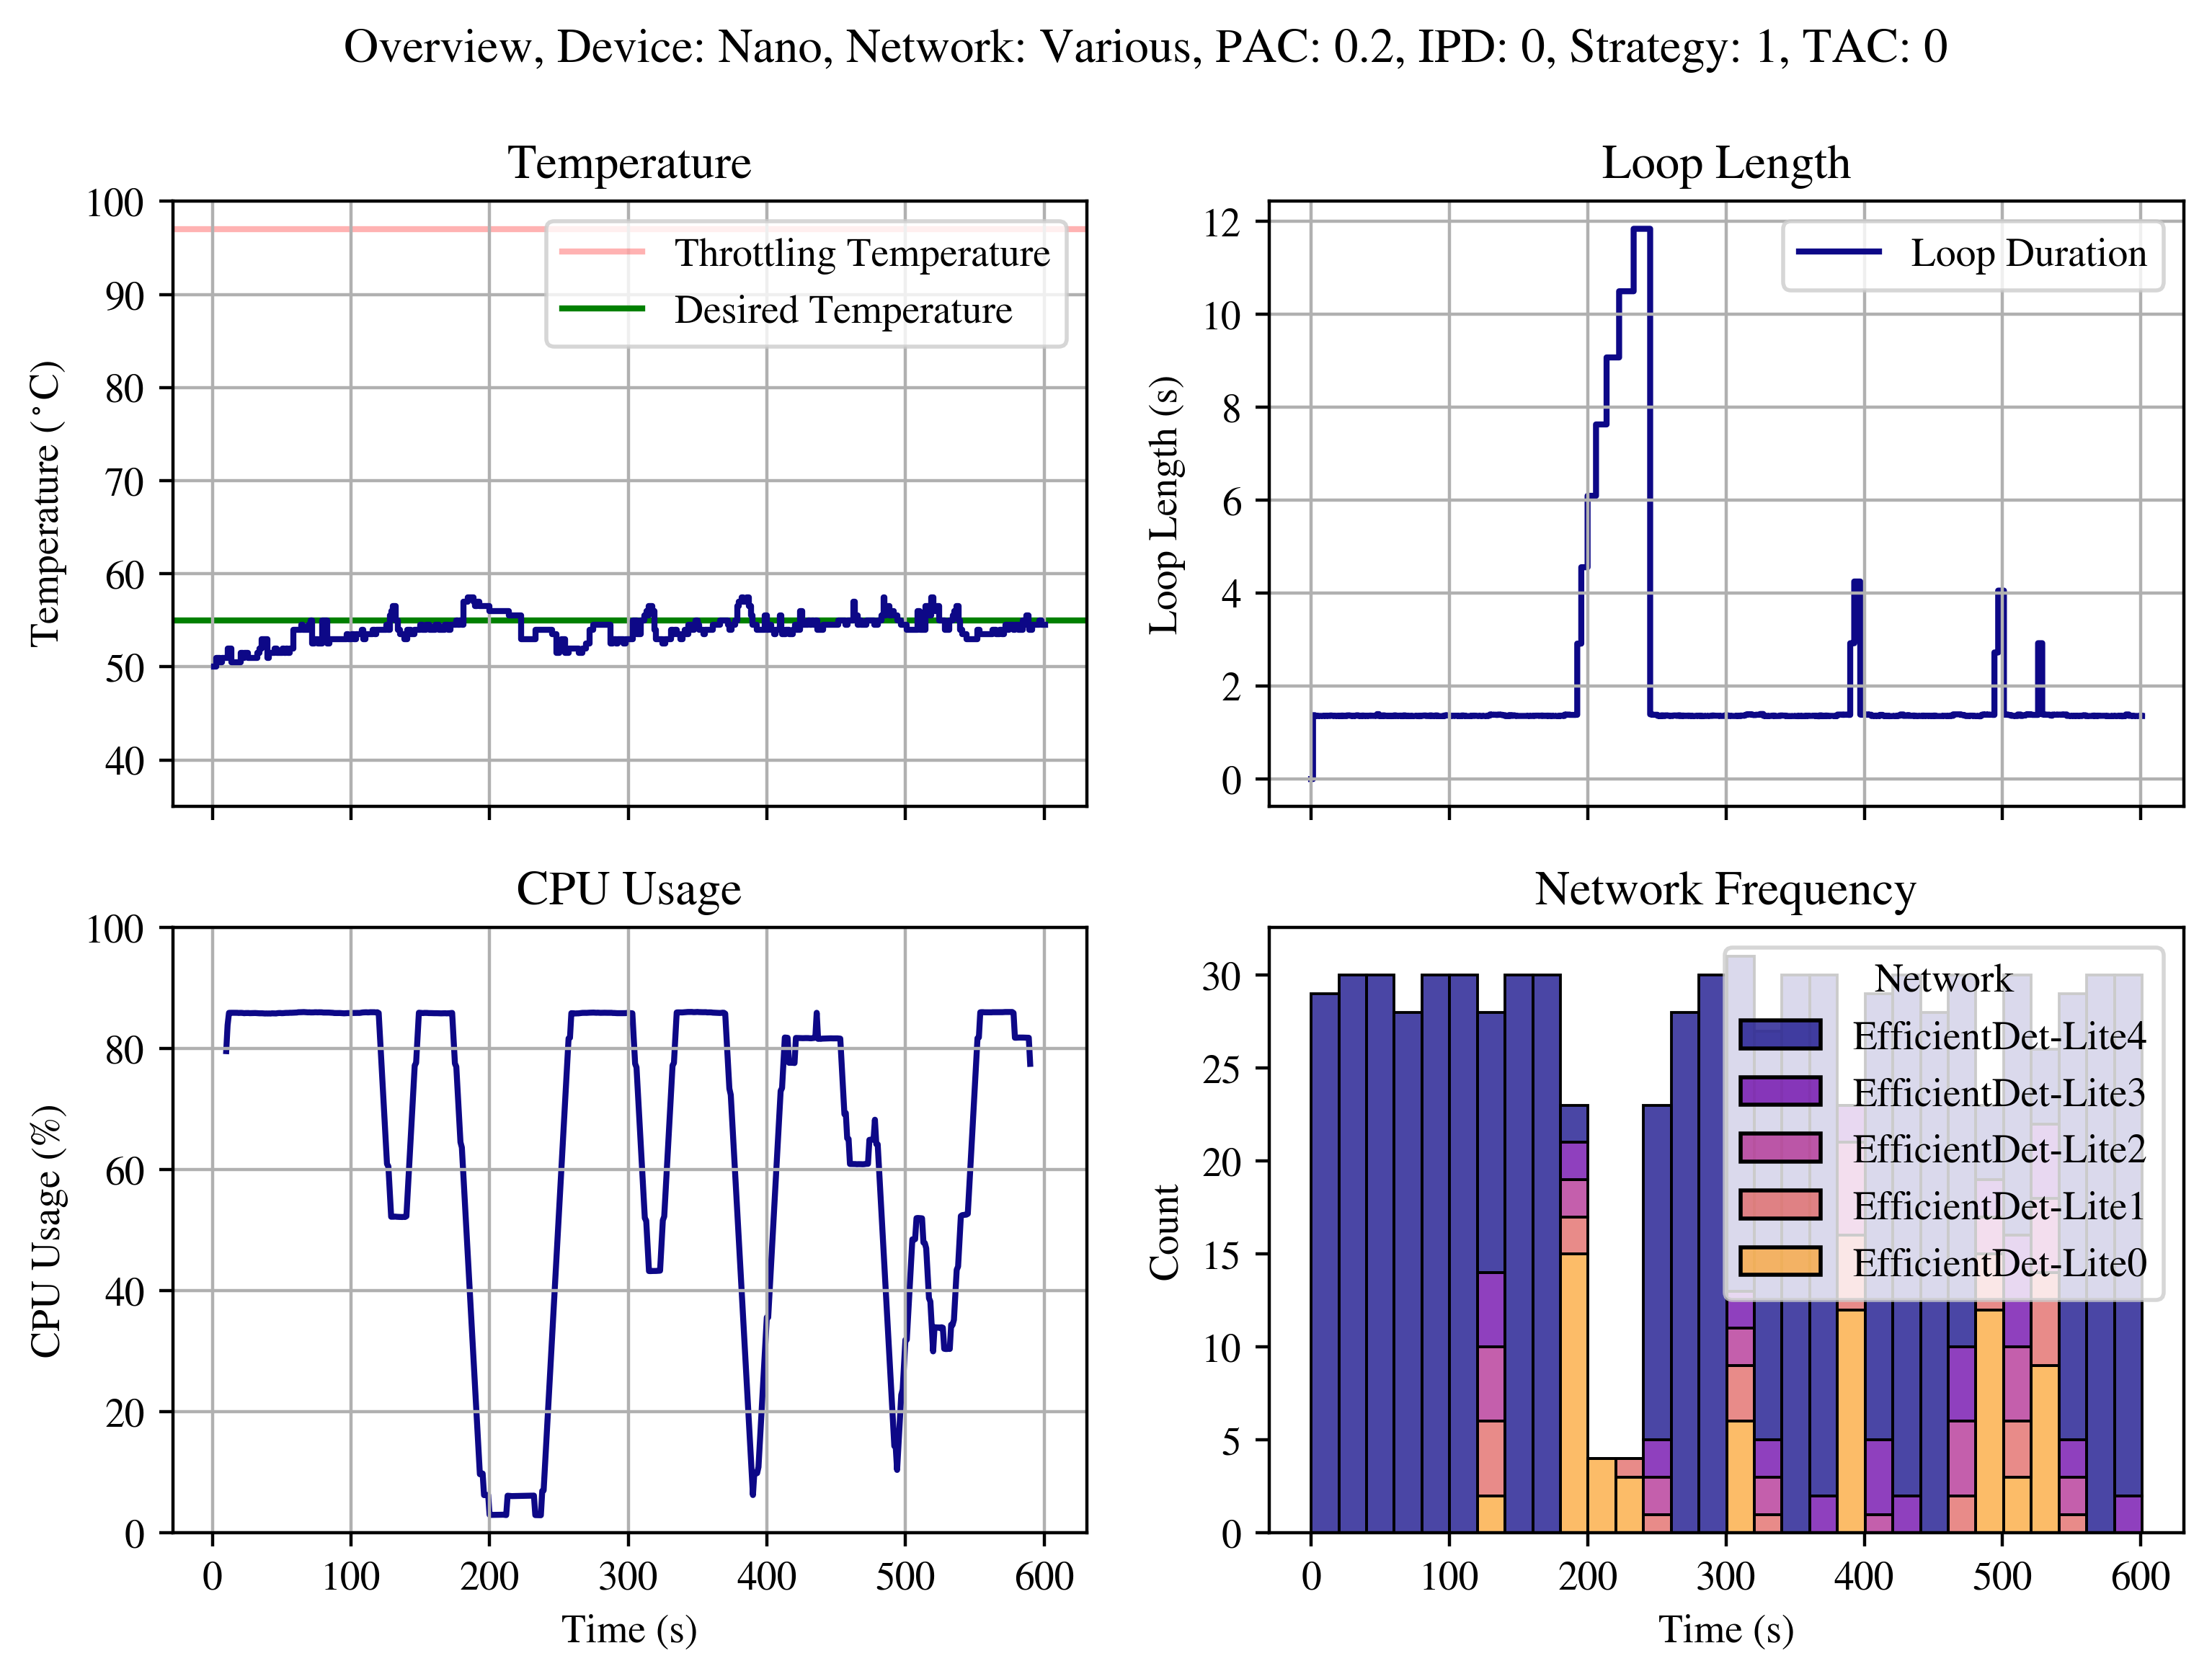 Overview, Device: Nano, Network: Various, PAC: 0.2, IPD: 0, Strategy: 1, TAC: 0
Temperature
100
90
80
70
60
50
40
Temperature (°C)
Throttling Temperature
Desired Temperature
Loop Length
12
10
8
6
4
2
0
Loop Length (s)
Loop Duration
CPU Usage
100
80
60
40
20
0
CPU Usage (%)
0 100 200 300 400 500 600
Time (s)
Network Frequency
30
25
20
15
10
5
0
Count
Network
EfficientDet-Lite4
EfficientDet-Lite3
EfficientDet-Lite2
EfficientDet-Lite1
EfficientDet-Lite0
0 100 200 300 400 500 600
Time (s)